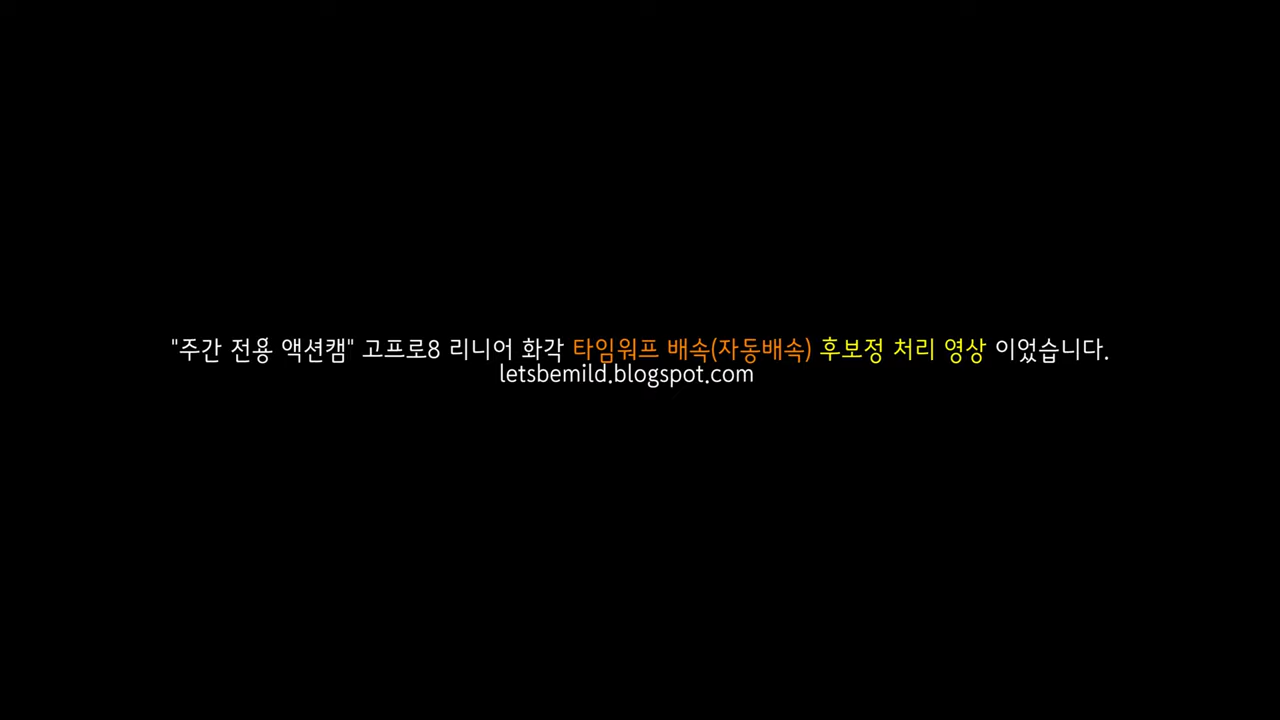 "주간 전용 액션캠" 고프로8 리니어 화각 타임워프 배속(자동배속) 후보정 처리 영상 이었습니다.
letsbemild.blogspot.com